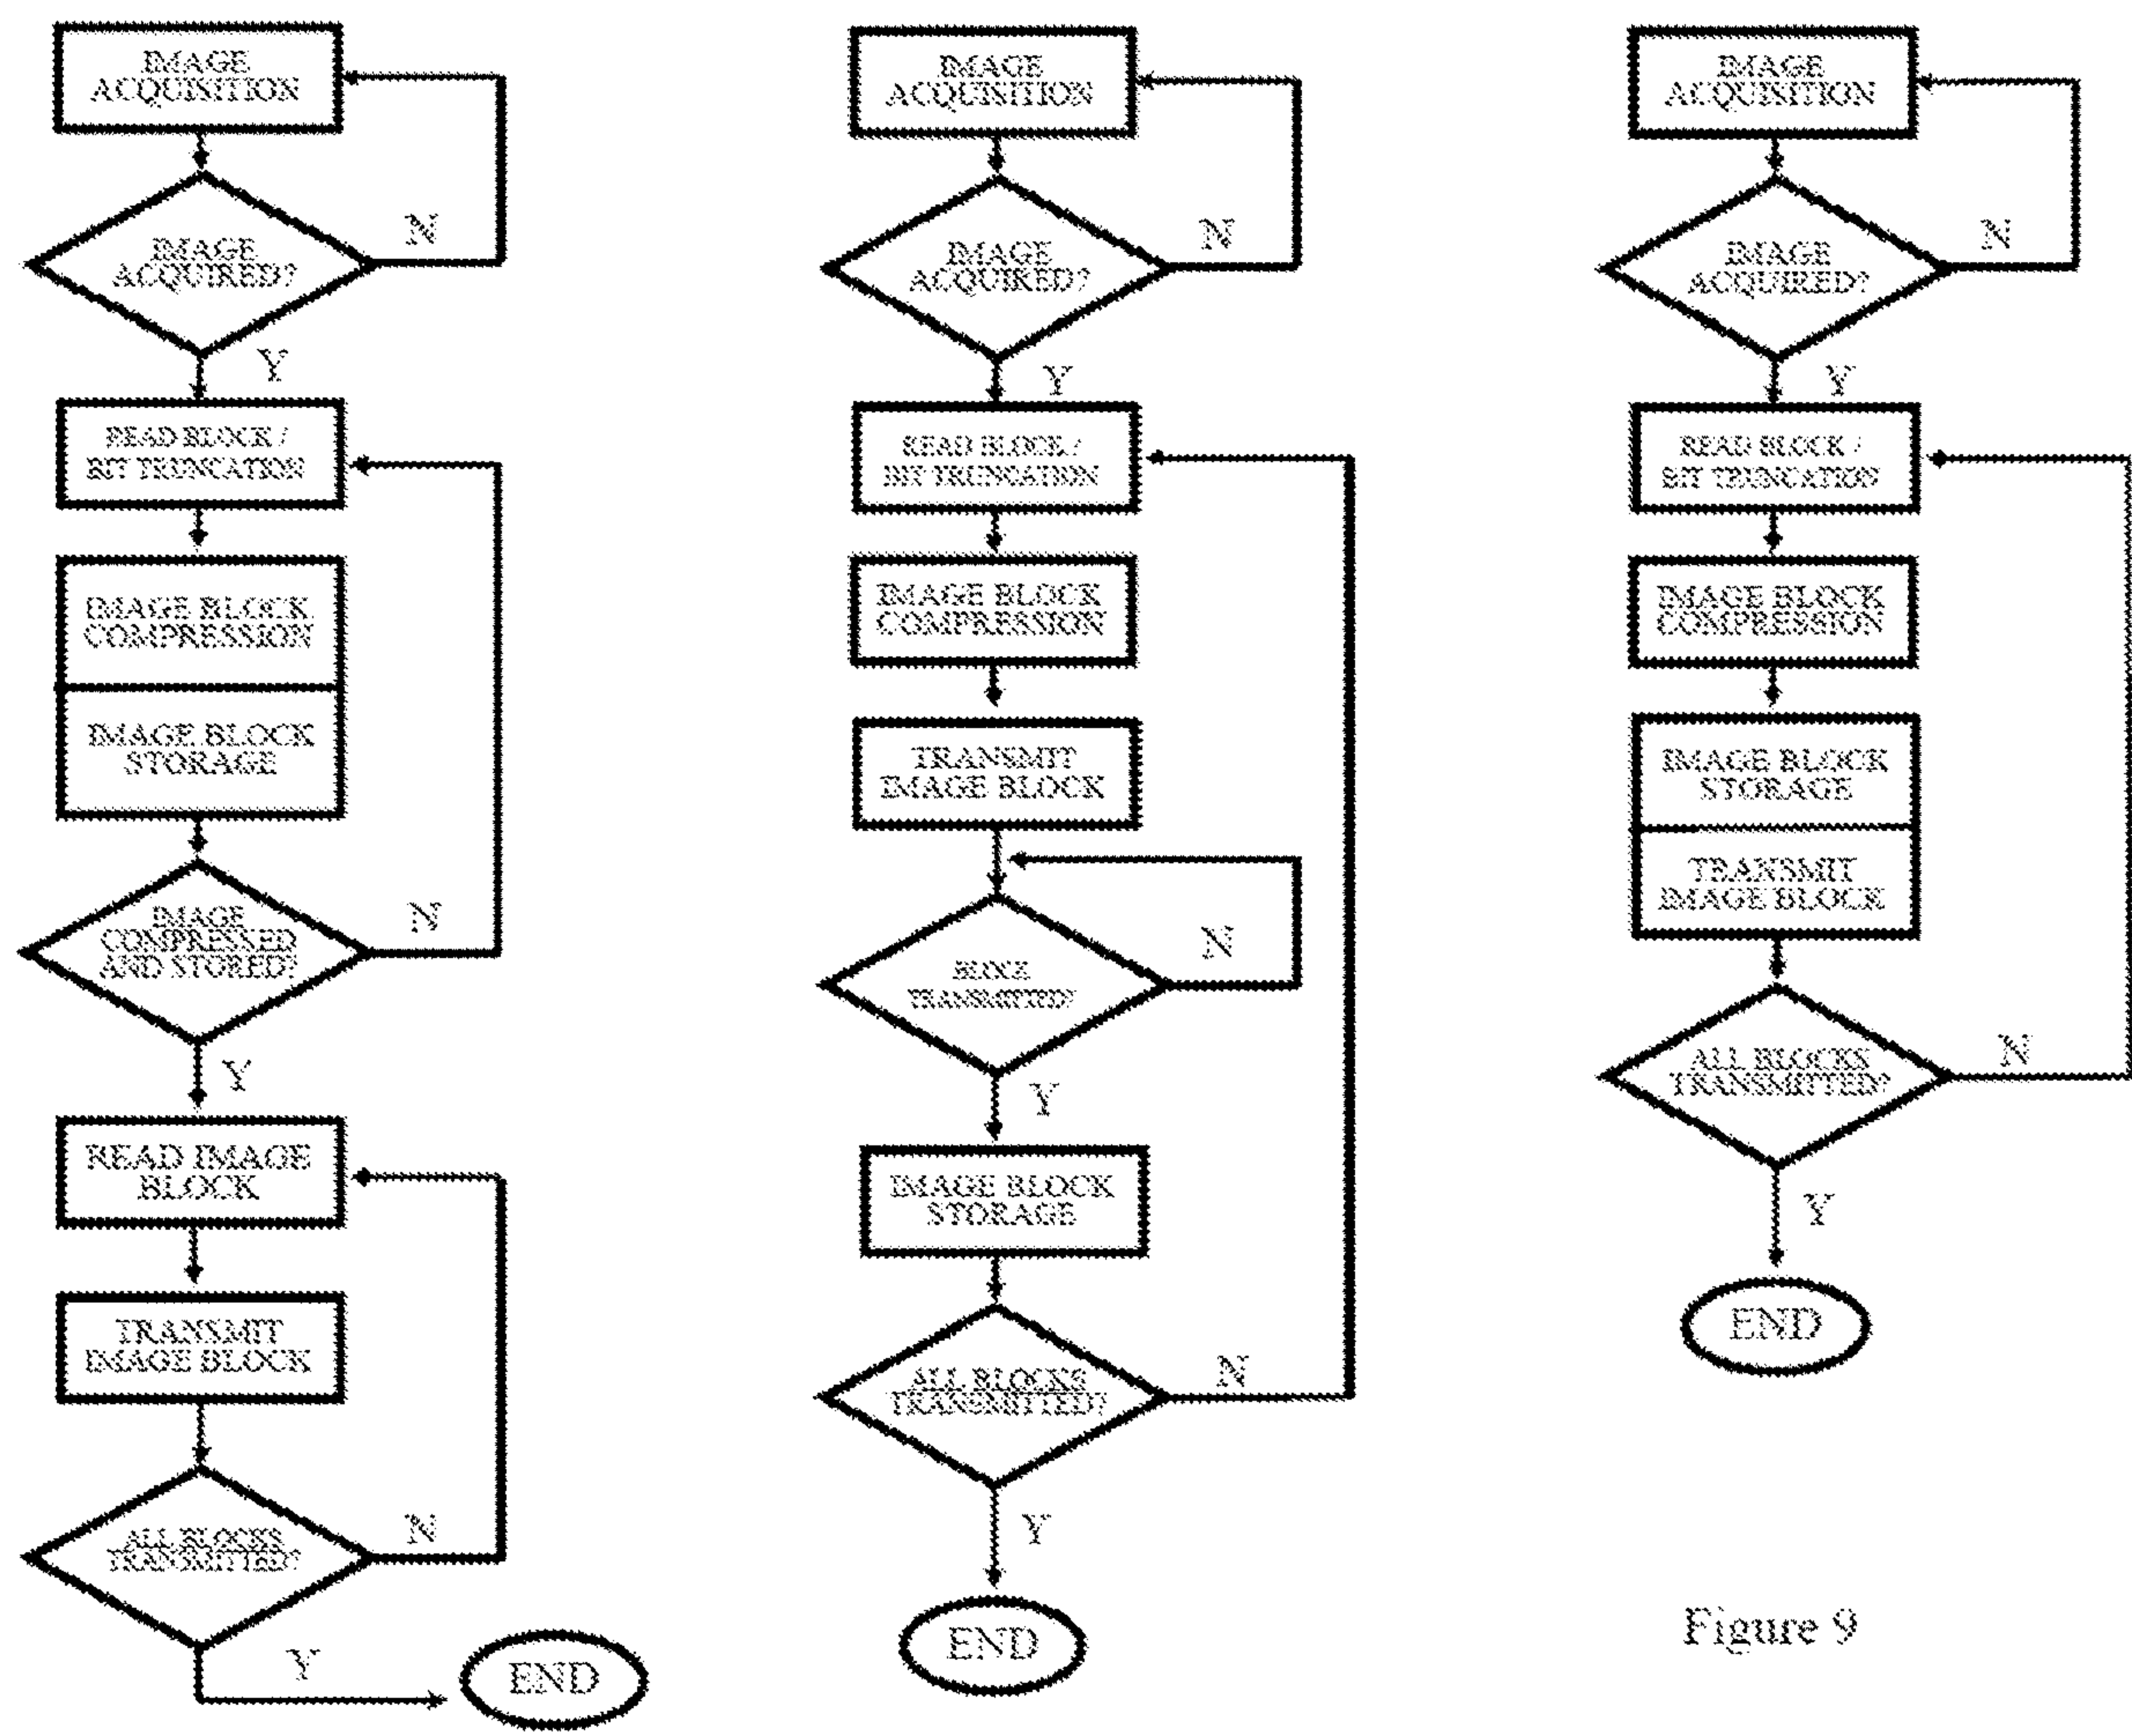 IMAGE
ACQUISITION
IMAGE
ACQUIRED?
N
Y
READ BLOCK /
BIT TRUNCATION
IMAGE BLOCK
COMPRESSION
IMAGE BLOCK
STORAGE
IMAGE
COMPRESSED
AND STORED?
N
Y
READ IMAGE
BLOCK
TRANSMIT
IMAGE BLOCK
ALL BLOCKS
TRANSMITTED?
N
Y
END
IMAGE
ACQUISITION
IMAGE
ACQUIRED?
N
Y
READ BLOCK /
BIT TRUNCATION
IMAGE BLOCK
COMPRESSION
TRANSMIT
IMAGE BLOCK
BLOCK
TRANSMITTED?
N
Y
IMAGE BLOCK
STORAGE
ALL BLOCKS
TRANSMITTED?
N
Y
END
IMAGE
ACQUISITION
IMAGE
ACQUIRED?
N
Y
READ BLOCK /
BIT TRUNCATION
IMAGE BLOCK
COMPRESSION
IMAGE BLOCK
STORAGE
TRANSMIT
IMAGE BLOCK
ALL BLOCKS
TRANSMITTED?
N
Y
END
Figure 9